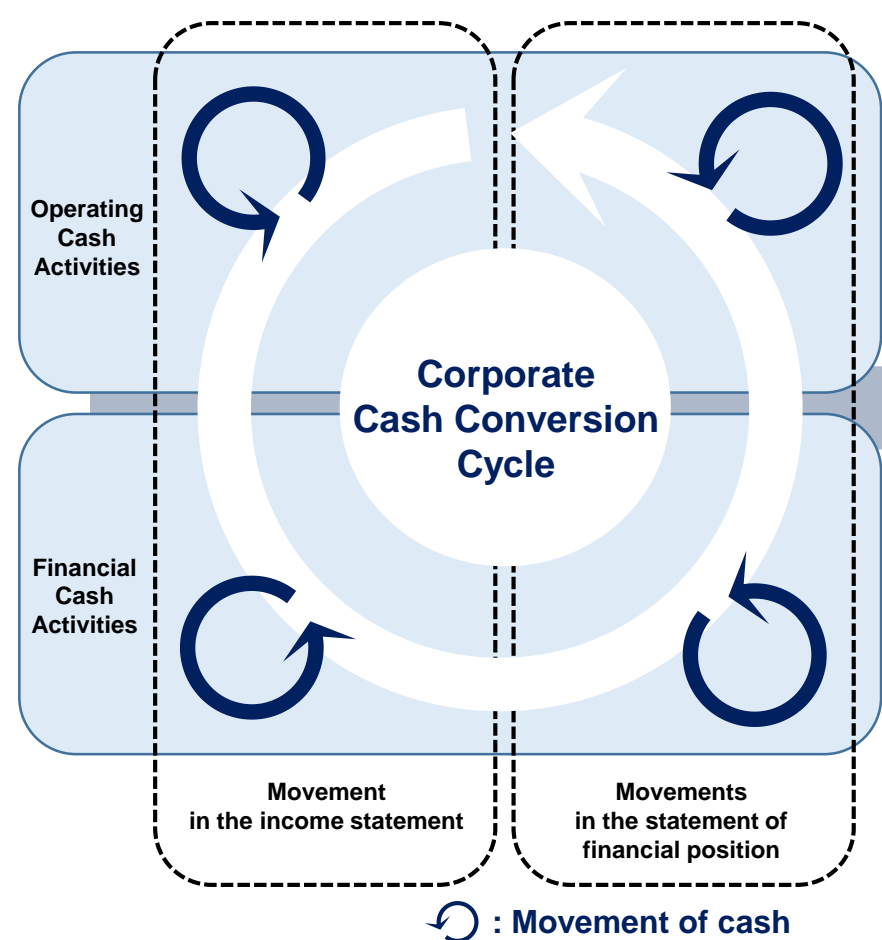 Operating
Cash
Activities
Corporate
Cash Conversion
Cycle
Financial
Cash
Activities
Movement
in the income statement
Movements
in the statement of
financial position
: Movement of cash